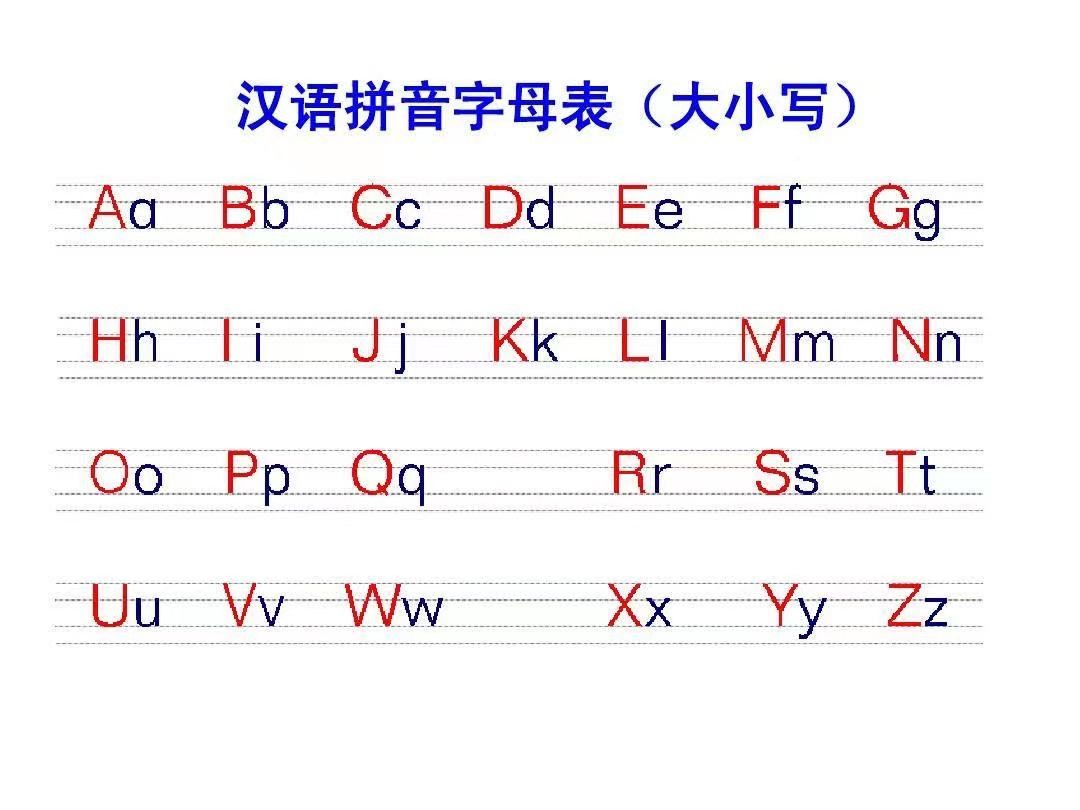 汉语拼音字母表（大小写）
Aa Bb Cc Dd Ee Ff Gg
Hh Ii Jj Kk Ll Mm Nn
Oo Pp Qq Rr Ss Tt
Uu Vv Ww Xx Yy Zz